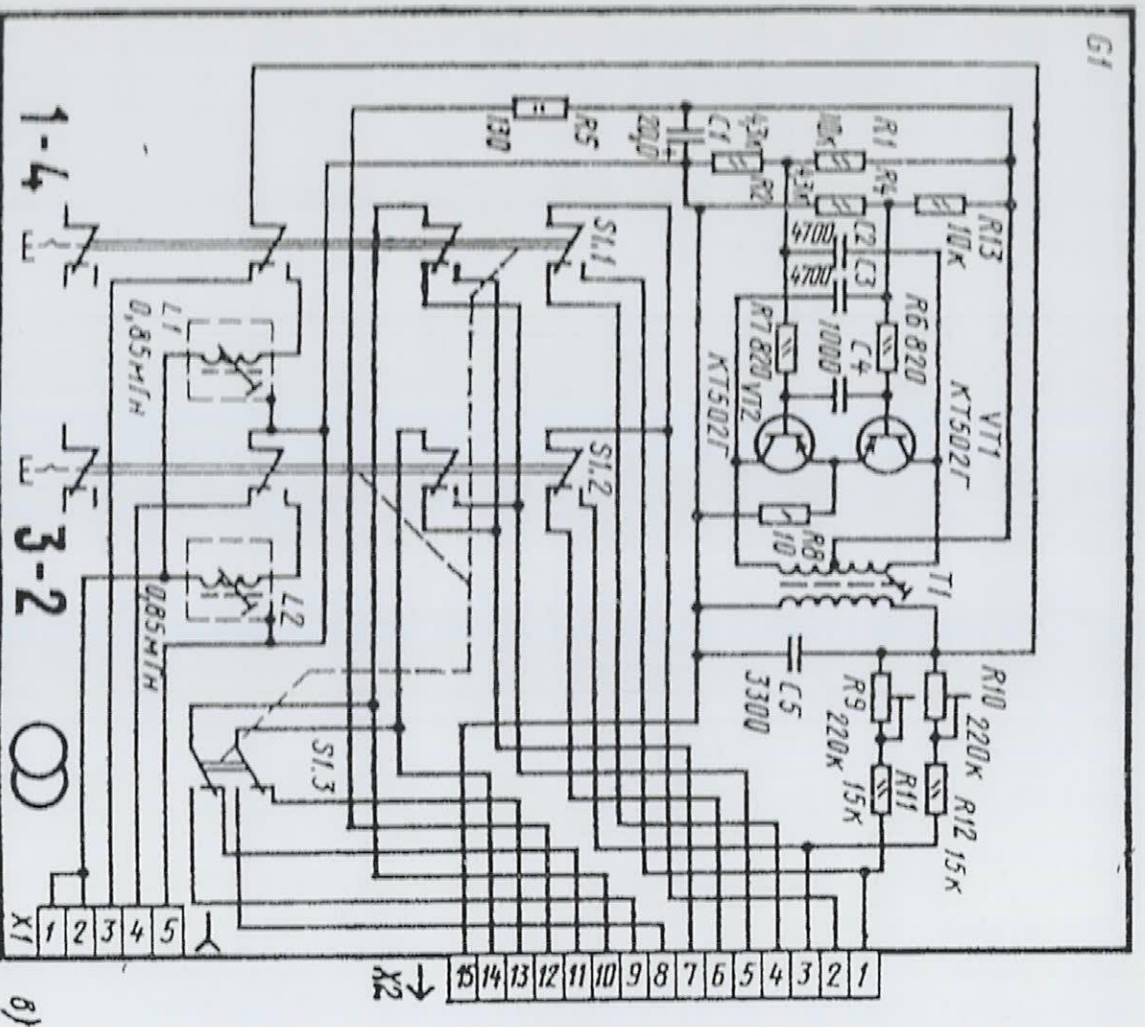 G1
R1
10к
R4
43к
R13
10к
C1
20,0
43к
R2
R5
130
4700
C2
4700
C3
R6 820
R7 820
1000
C4
VT1
КТ502Г
VT2
КТ502Г
R8
10
T1
C5
3300
R9
220к
R10
220к
R11
15к
R12
15к
S1.1
S1.2
S1.3
1-4
3-2
L1
0,85мГн
L2
0,85мГн
X1
1 2 3 4 5
X2
15 14 13 12 11 10 9 8 7 6 5 4 3 2 1
в)